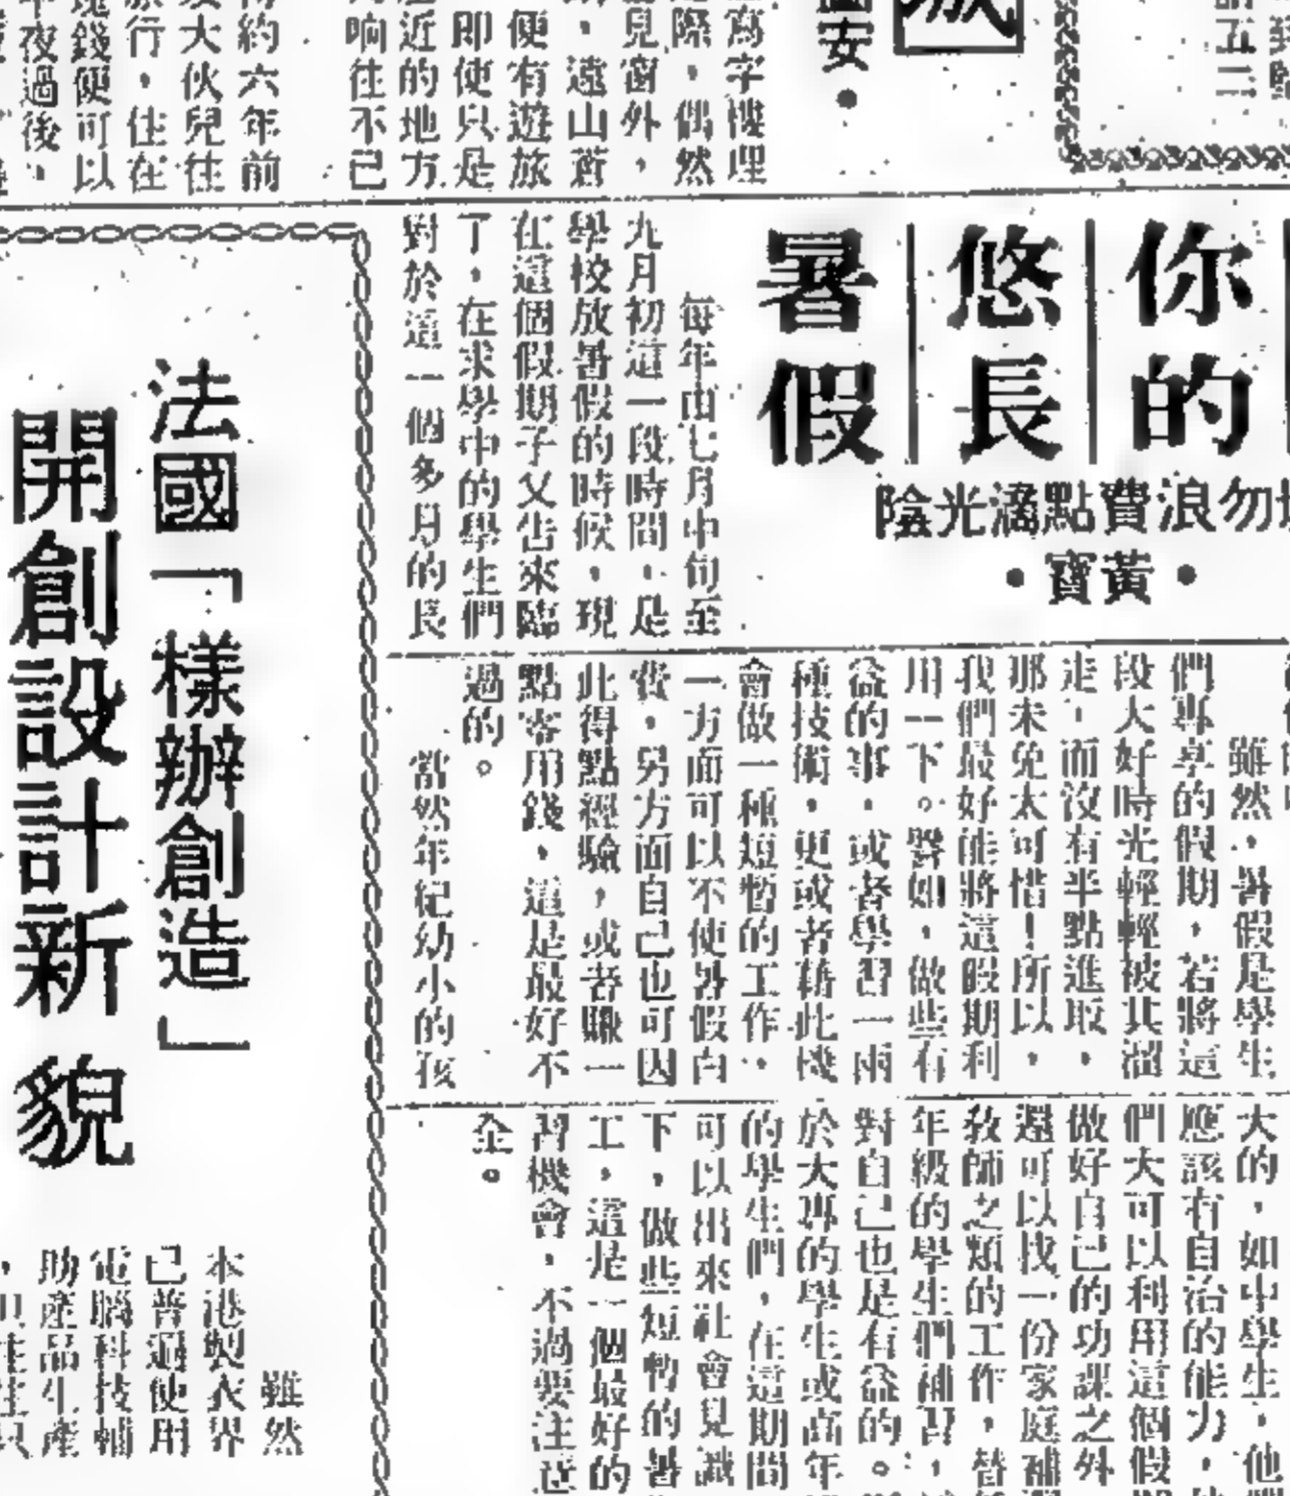 你的
悠長
暑假
勿浪費點滴光陰
•黃寶•
每年由七月中旬至
九月初這一段時間，是
學校放暑假的時候，現
在這個假期子又告來臨
了，在求學中的學生們
對於這一個多月的長
雖然，暑假是學生
們專享的假期，若將這
段大好時光輕輕被其溜
走，而沒有半點進取，
那未免太可惜！所以，
我們最好能將這假期利
用一下。譬如，做些有
益的事，或者學習一兩
種技術，更或者藉此機
會做一種短暫的工作，
一方面可以不使暑假白
費，另方面自己也可因
此得點經驗，或者賺一
點零用錢，這是最好不
過的。
當然年紀幼小的孩
大的，如中學生，他
應該有自治的能力，
們大可以利用這個假
做好自己的功課之外
還可以找一份家庭補
教師之類的工作，替
年級的學生們補習，
對自己也是有益的。
於大專的學生或高年
的學生們，在這期間
可以出來社會見識
下，做些短暫的暑
工，這是一個最好的
習機會，不過要注意
全。
法國「樣辦創造」
開創設計新貌
雖然
本港製衣界
已普遍使用
電腦科技輔
助產品生產
寫字機理
際，偶然
見窗外，
，遠山蒼
便有遊旅
即使只是
近的地方
响往不已
約六年前
大伙兒往
行，住在
錢便可以
夜過後，
國安•
五二